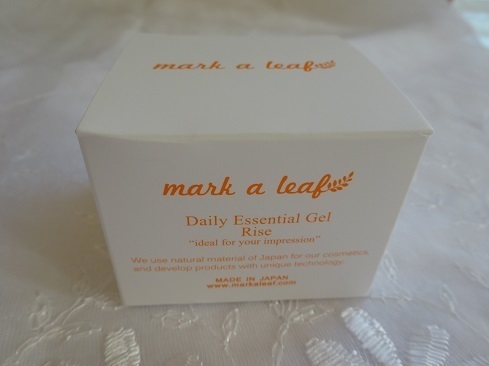 mark a leaf
mark a leaf
Daily Essential Gel
Rise
"ideal for your impression"
We use natural material of Japan for our cosmetics,
and develop products with unique technology.
MADE IN JAPAN
www.markaleaf.com